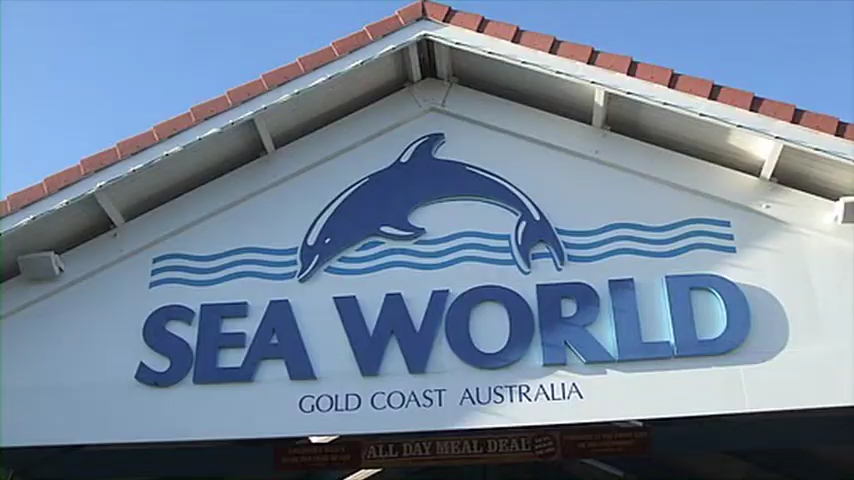 SEA WORLD
GOLD COAST AUSTRALIA
ALL DAY MEAL DEAL